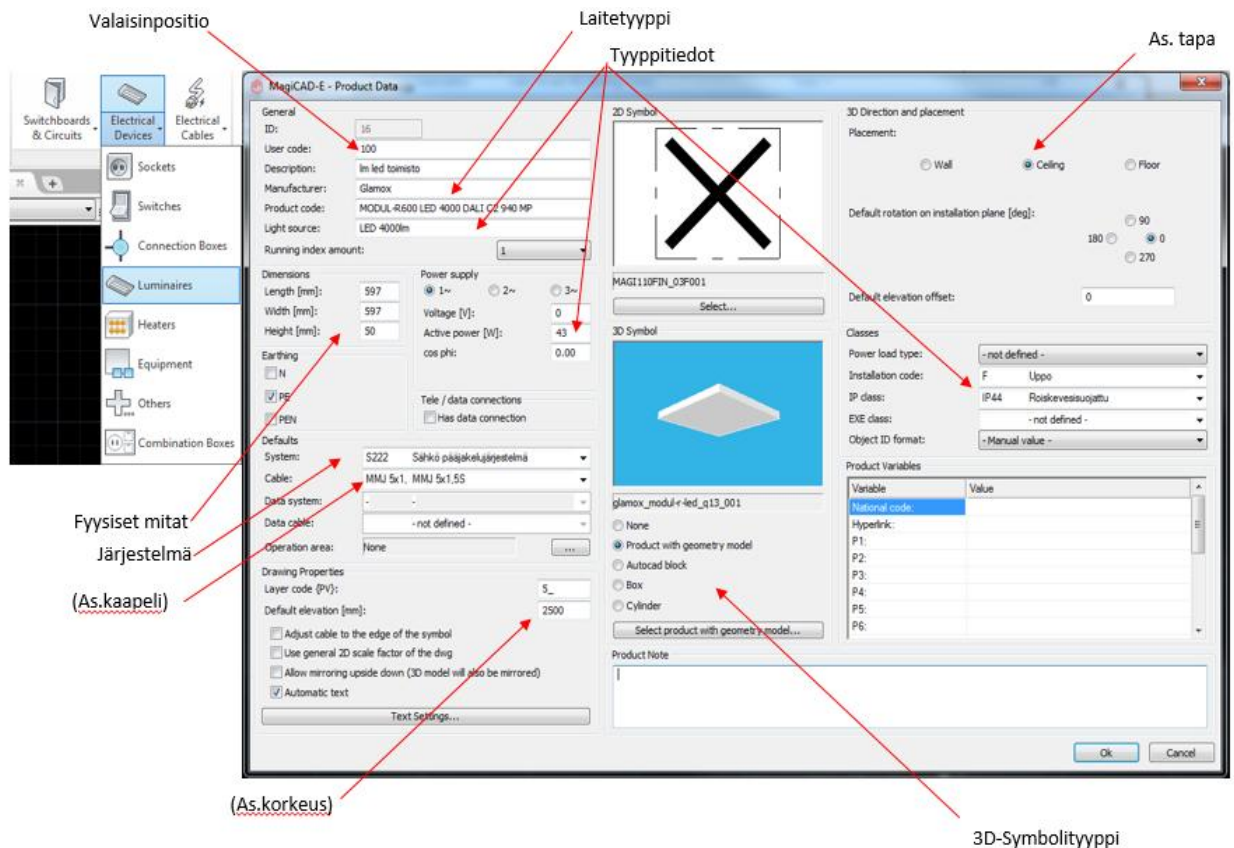 Valaisinpositio
Laitetyyppi
Tyyppitiedot
As. tapa
Switchboards & Circuits
Electrical Devices
Electrical Cables
Sockets
Switches
Connection Boxes
Luminaires
Heaters
Equipment
Others
Combination Boxes
MagiCAD-E - Product Data
General
ID: 16
User code: 100
Description: lm led toimisto
Manufacturer: Glamox
Product code: MODUL-R600 LED 4000 DALI C2 940 MP
Light source: LED 4000lm
Running index amount: 1
Dimensions
Length [mm]: 597
Width [mm]: 597
Height [mm]: 50
Power supply
1~ 2~ 3~
Voltage [V]: 0
Active power [W]: 43
cos phi: 0.00
Earthing
N
PE
PEN
Tele / data connections
Has data connection
Defaults
System: S222 Sähkö pääjakelujärjestelmä
Cable: MMJ 5x1, MMJ 5x1,5S
Data system: - -
Data cable: - not defined -
Operation area: None ...
Drawing Properties
Layer code {PV}: 5_
Default elevation [mm]: 2500
Adjust cable to the edge of the symbol
Use general 2D scale factor of the dwg
Allow mirroring upside down (3D model will also be mirrored)
Automatic text
Text Settings...
2D Symbol
MAGI110FIN_03F001
Select...
3D Symbol
glamox_modul-r-led_q13_001
None
Product with geometry model
Autocad block
Box
Cylinder
Select product with geometry model...
3D Direction and placement
Placement:
Wall Ceiling Floor
Default rotation on installation plane [deg]:
90
180 0
270
Default elevation offset: 0
Classes
Power load type: - not defined -
Installation code: F Uppo
IP class: IP44 Roiskevesisuojattu
EXE class: - not defined -
Object ID format: - Manual value -
Product Variables
Variable Value
National code:
Hyperlink:
P1:
P2:
P3:
P4:
P5:
P6:
Product Note
Ok Cancel
Fyysiset mitat
Järjestelmä
(As.kaapeli)
(As.korkeus)
3D-Symbolityyppi